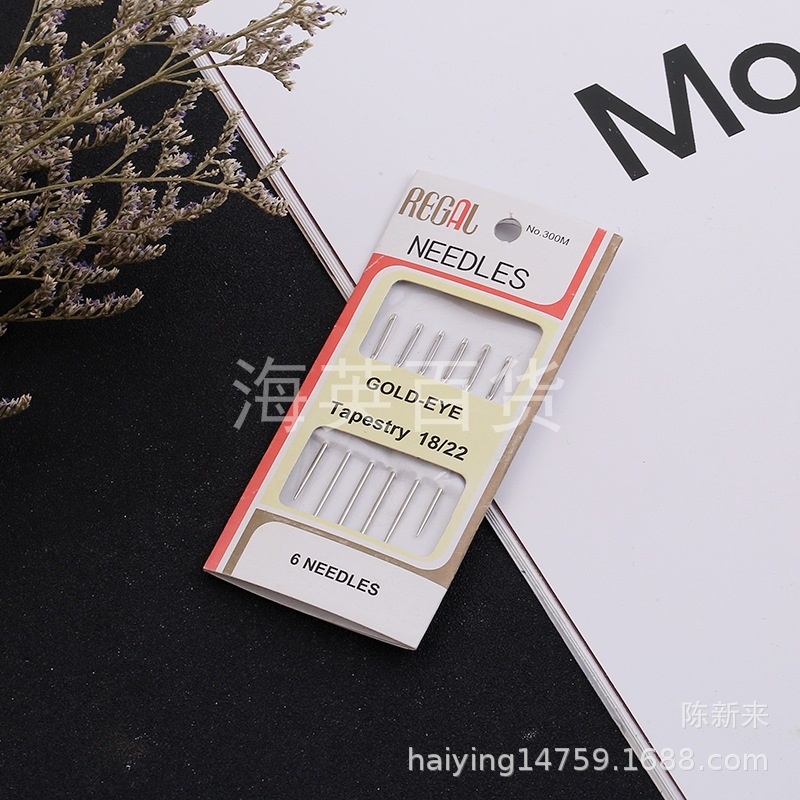 Mo
REGAL
No.300M
NEEDLES
GOLD-EYE
Tapestry 18/22
6 NEEDLES
海英百货
陈新来
haiying14759.1688.com